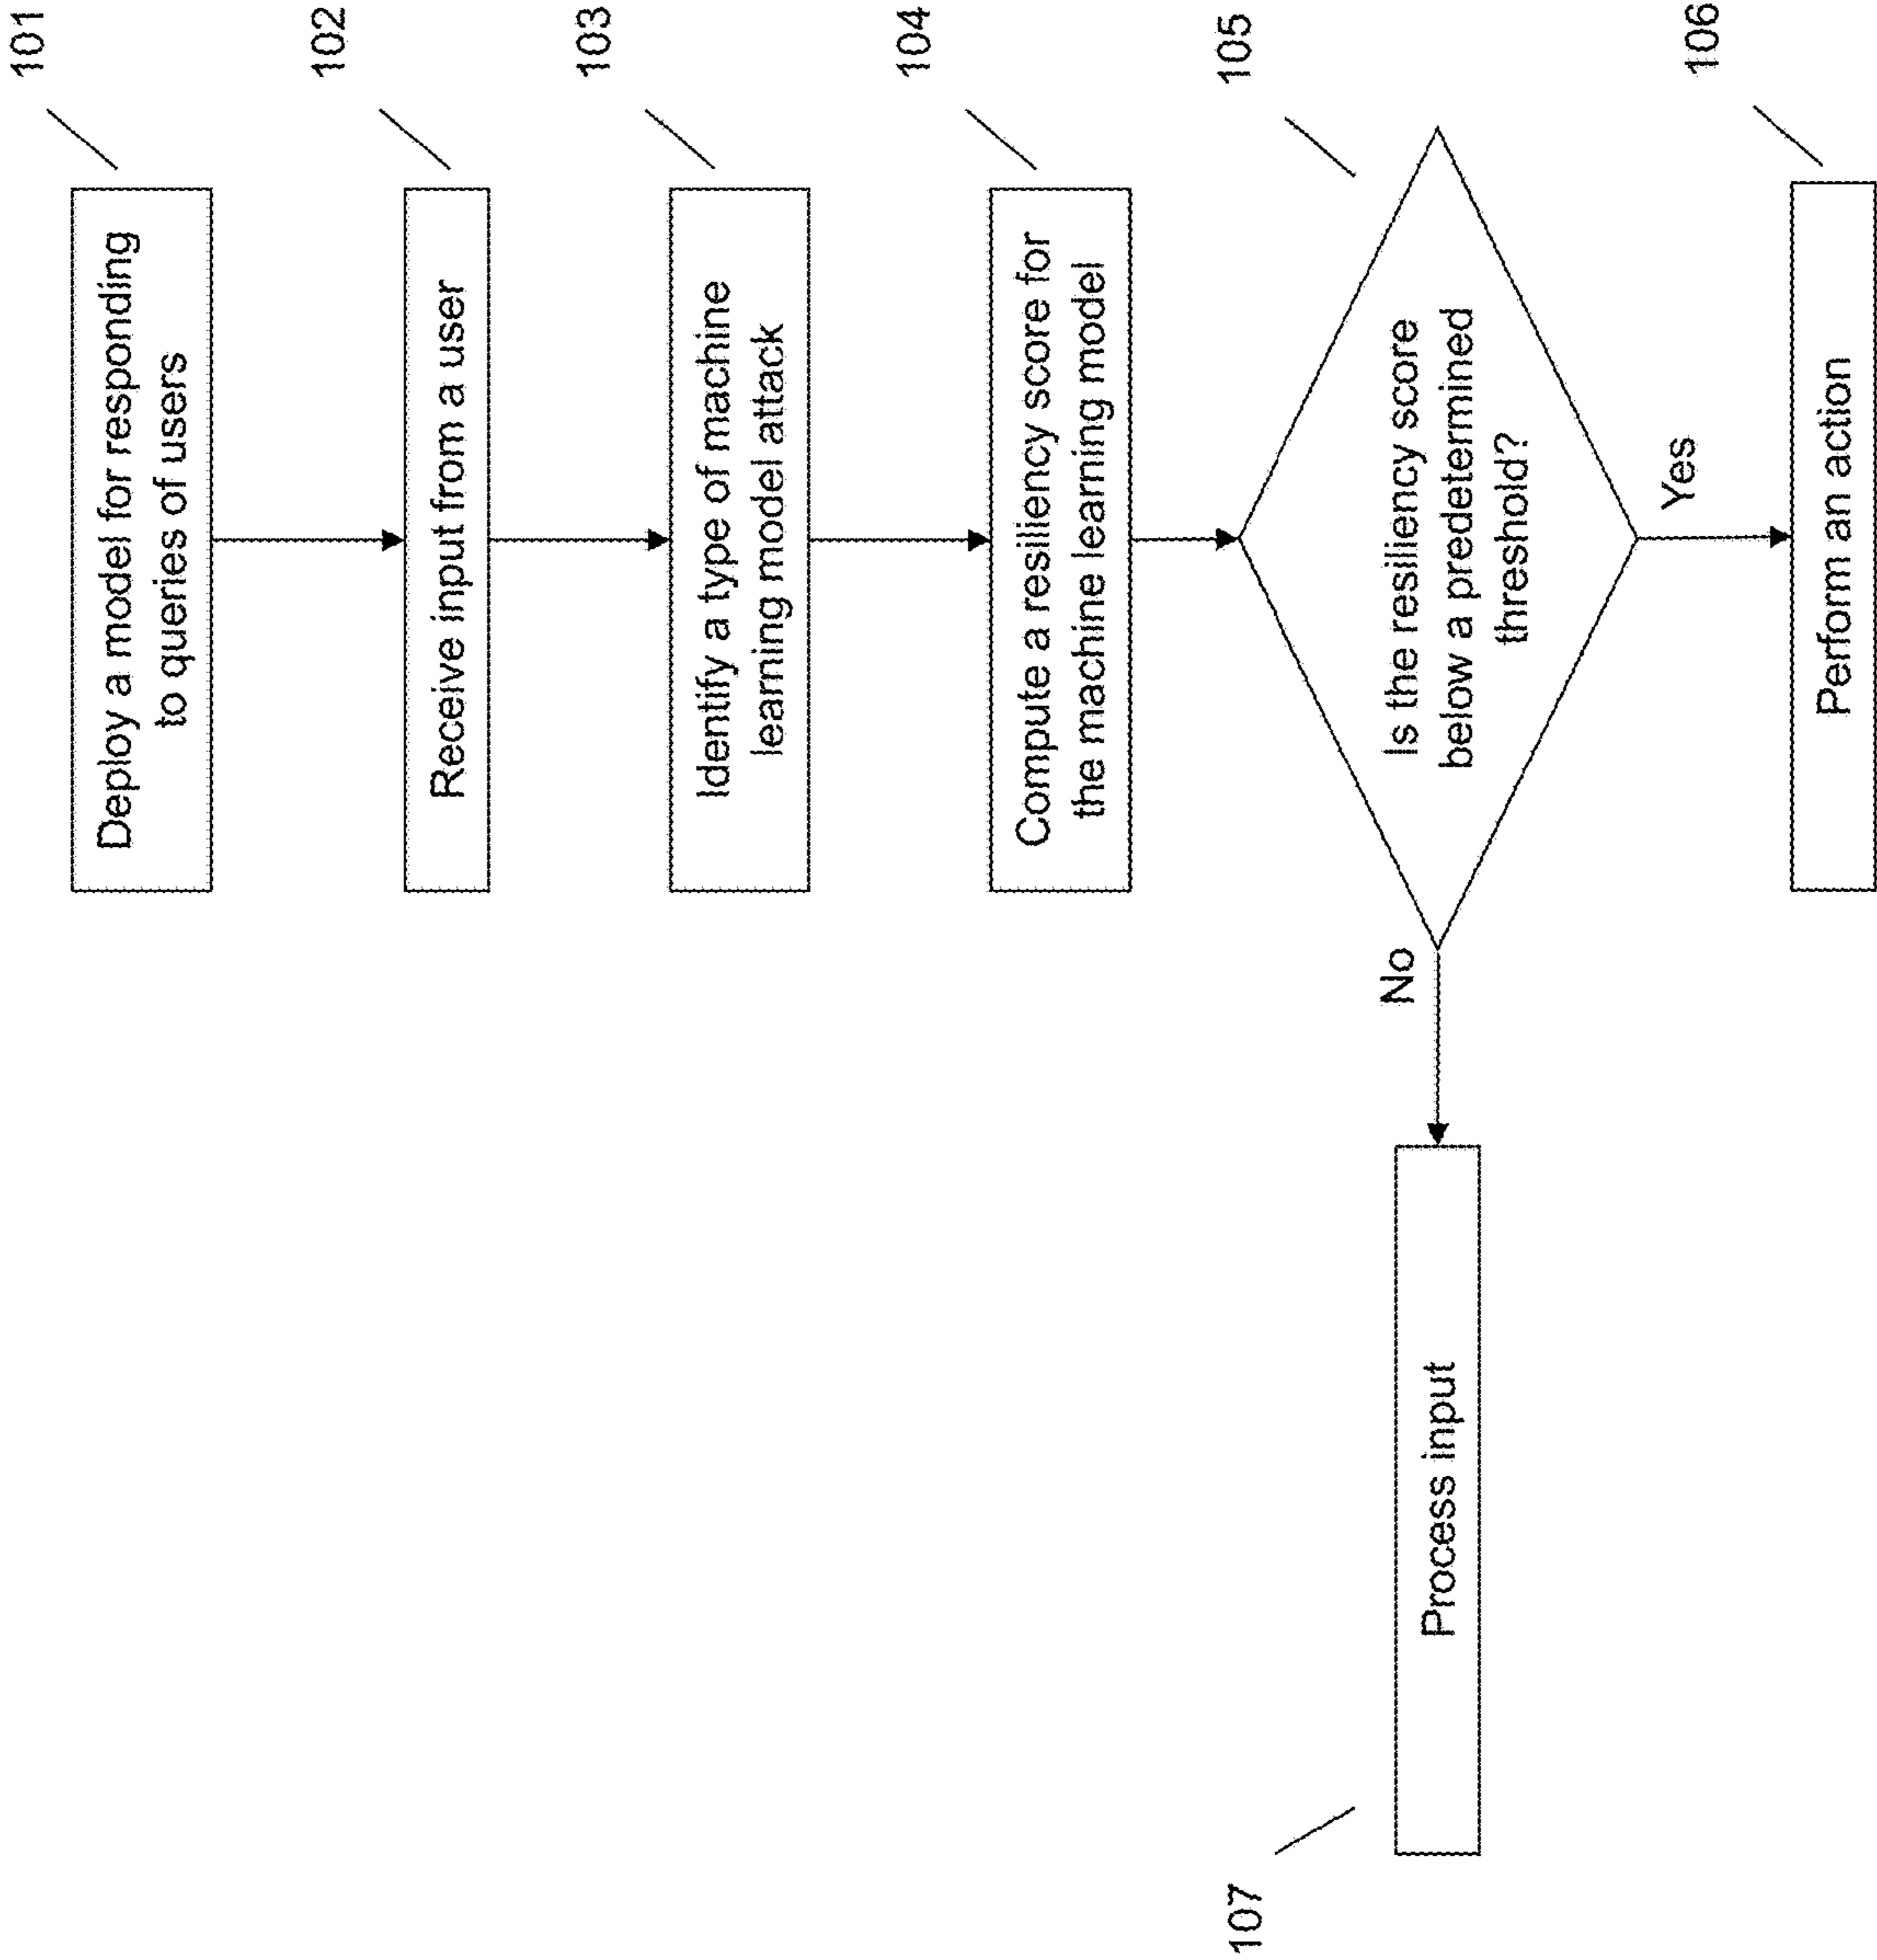 101
Deploy a model for responding
to queries of users
102
Receive input from a user
103
Identify a type of machine
learning model attack
104
Compute a resiliency score for
the machine learning model
105
Is the resiliency score
below a predetermined
threshold?
No
Yes
107
Process input
106
Perform an action